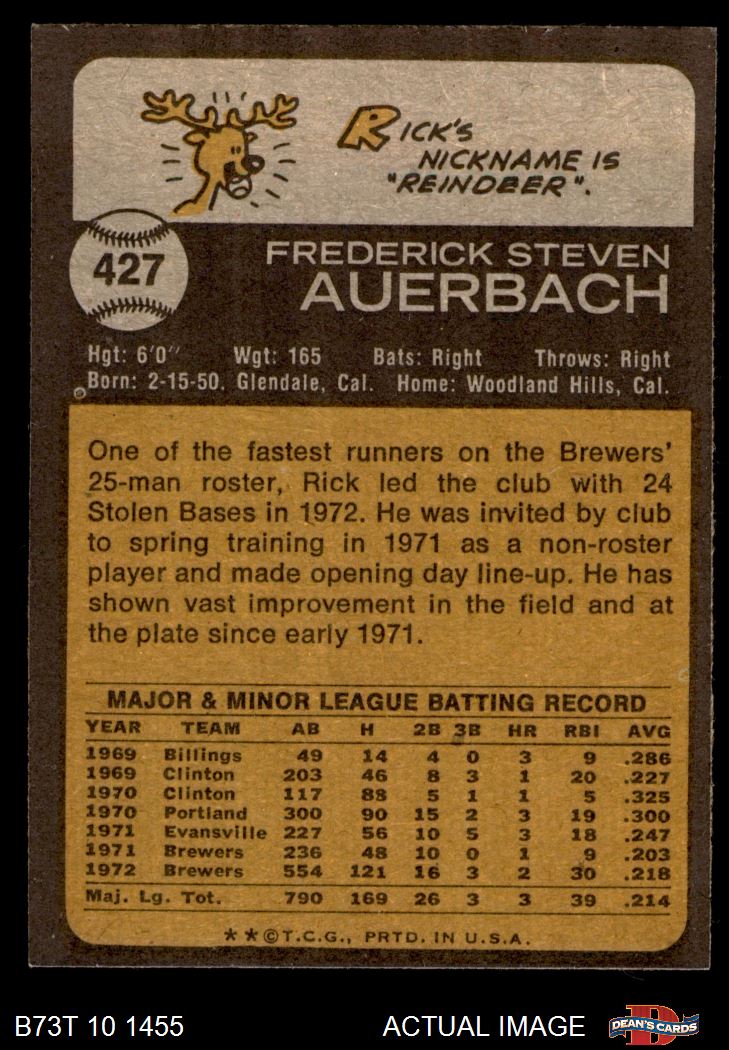 RICK'S
NICKNAME IS
"REINDEER".
427
FREDERICK STEVEN
AUERBACH
Hgt: 6'0" Wgt: 165 Bats: Right Throws: Right
Born: 2-15-50, Glendale, Cal. Home: Woodland Hills, Cal.
One of the fastest runners on the Brewers'
25-man roster, Rick led the club with 24
Stolen Bases in 1972. He was invited by club
to spring training in 1971 as a non-roster
player and made opening day line-up. He has
shown vast improvement in the field and at
the plate since early 1971.
MAJOR & MINOR LEAGUE BATTING RECORD
YEAR TEAM AB H 2B 3B HR RBI AVG
1969 Billings 49 14 4 0 3 9 .286
1969 Clinton 203 46 8 3 1 20 .227
1970 Clinton 117 38 5 1 1 5 .325
1970 Portland 300 90 15 2 3 19 .300
1971 Evansville 227 56 10 5 3 18 .247
1971 Brewers 236 48 10 0 1 9 .203
1972 Brewers 554 121 16 3 2 30 .218
Maj. Lg. Tot. 790 169 26 3 3 39 .214
**©T.C.G., PRTD. IN U.S.A.
B73T 10 1455 ACTUAL IMAGE DEAN'S CARDS